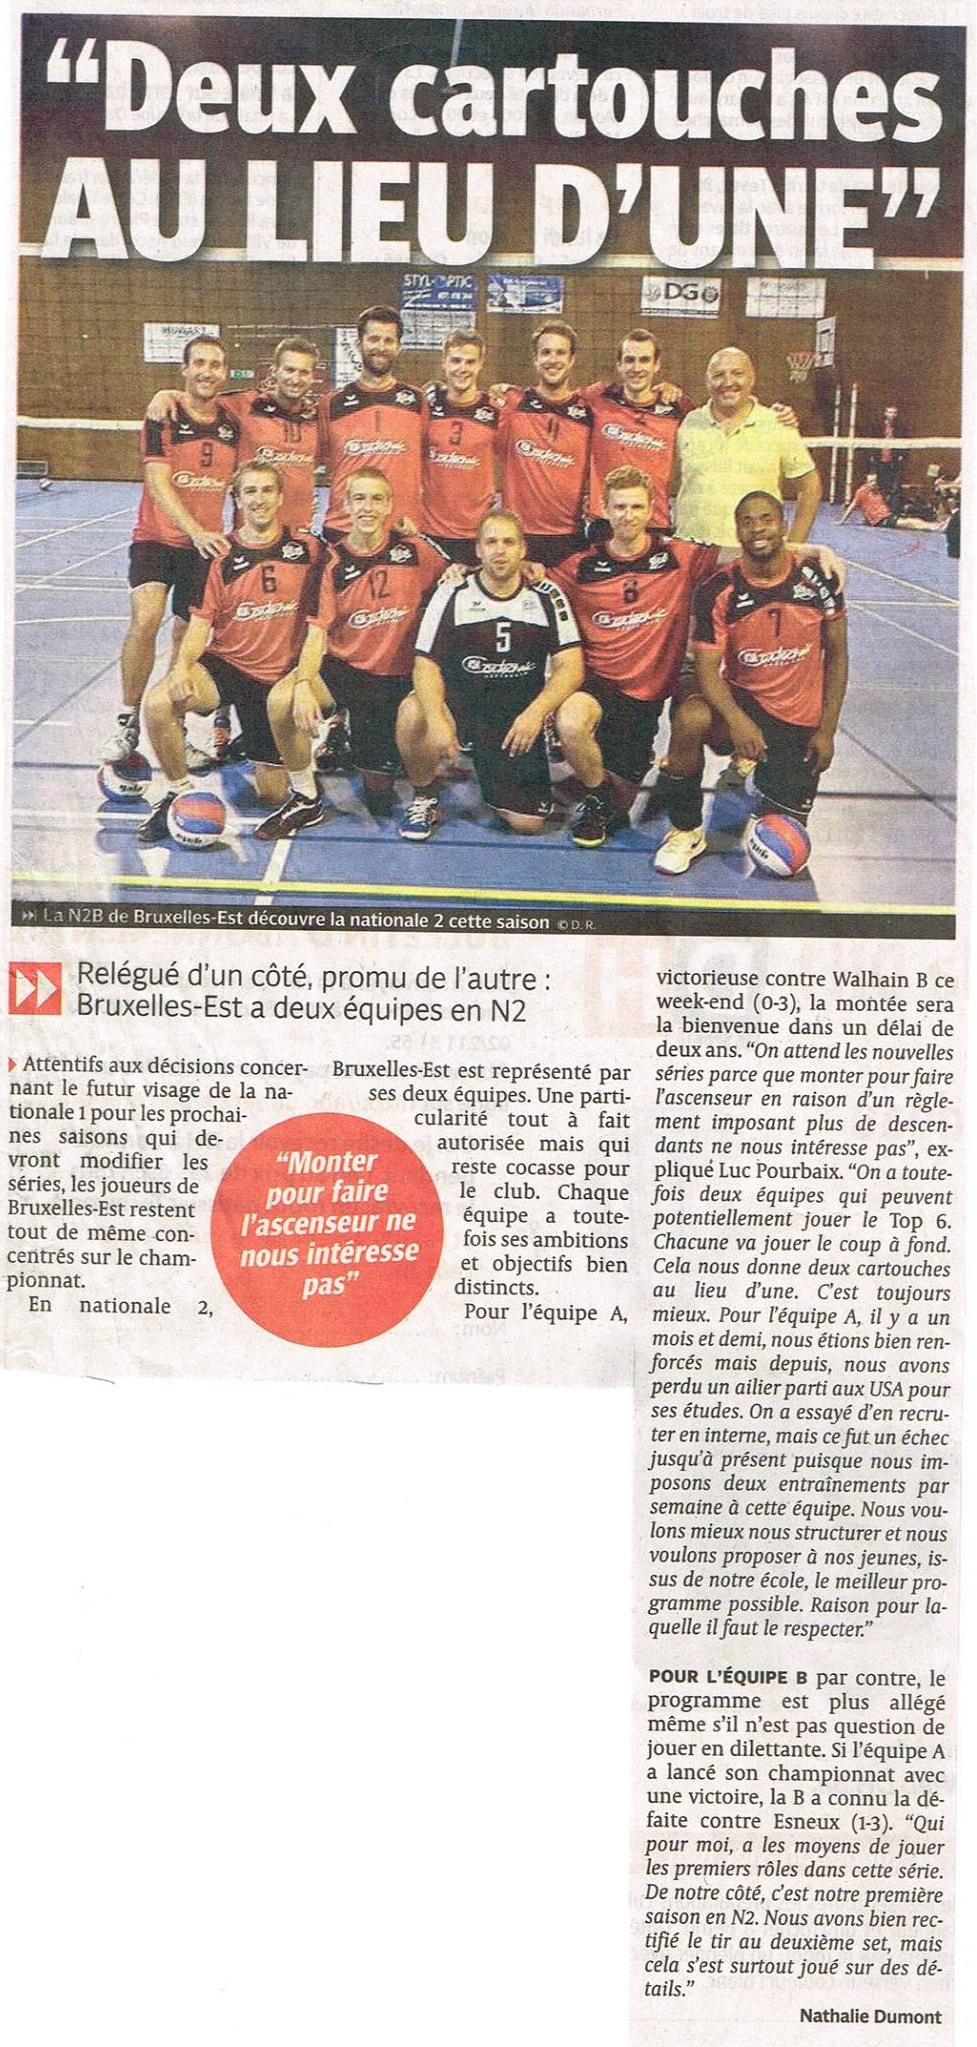 “Deux cartouches
AU LIEU D’UNE”
STYL-OPTIC
DG
9
10
1
3
4
2
6
12
5
8
7
La N2B de Bruxelles-Est découvre la nationale 2 cette saison © D. R.
Relégué d’un côté, promu de l’autre :
Bruxelles-Est a deux équipes en N2
Attentifs aux décisions concer-
nant le futur visage de la na-
tionale 1 pour les prochai-
nes saisons qui de-
vront modifier les
séries, les joueurs de
Bruxelles-Est restent
tout de même con-
centrés sur le cham-
pionnat.
En nationale 2,
“Monter
pour faire
l’ascenseur ne
nous intéresse
pas”
Bruxelles-Est est représenté par
ses deux équipes. Une parti-
cularité tout à fait
autorisée mais qui
reste cocasse pour
le club. Chaque
équipe a toute-
fois ses ambitions
et objectifs bien
distincts.
Pour l’équipe A,
victorieuse contre Walhain B ce
week-end (0-3), la montée sera
la bienvenue dans un délai de
deux ans. “On attend les nouvelles
séries parce que monter pour faire
l’ascenseur en raison d’un règle-
ment imposant plus de descen-
dants ne nous intéresse pas”, ex-
plique Luc Pourbaix. “On a toute-
fois deux équipes qui peuvent
potentiellement jouer le Top 6.
Chacune va jouer le coup à fond.
Cela nous donne deux cartouches
au lieu d’une. C’est toujours
mieux. Pour l’équipe A, il y a un
mois et demi, nous étions bien ren-
forcés mais depuis, nous avons
perdu un ailier parti aux USA pour
ses études. On a essayé d’en recru-
ter en interne, mais ce fut un échec
jusqu’à présent puisque nous im-
posons deux entraînements par
semaine à cette équipe. Nous vou-
lons mieux nous structurer et nous
voulons proposer à nos jeunes, is-
sus de notre école, le meilleur pro-
gramme possible. Raison pour la-
quelle il faut le respecter.”
POUR L’ÉQUIPE B par contre, le
programme est plus allégé
même s’il n’est pas question de
jouer en dilettante. Si l’équipe A
a lancé son championnat avec
une victoire, la B a connu la dé-
faite contre Esneux (1-3). “Qui
pour moi, a les moyens de jouer
les premiers rôles dans cette série.
De notre côté, c’est notre première
saison en N2. Nous avons bien rec-
tifié le tir au deuxième set, mais
cela s’est surtout joué sur des dé-
tails.”
Nathalie Dumont